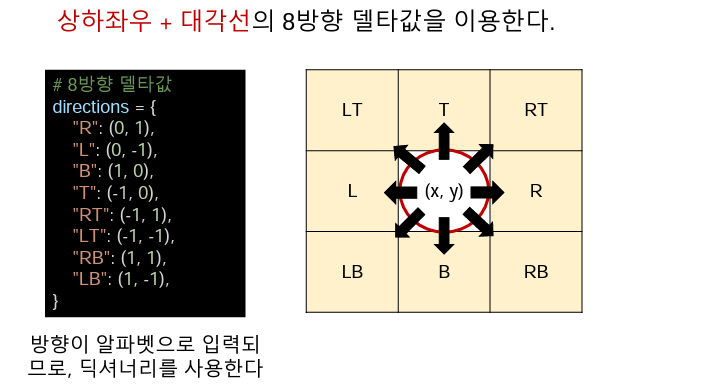 상하좌우 + 대각선의 8방향 델타값을 이용한다.
# 8방향 델타값
directions = {
"R": (0, 1),
"L": (0, -1),
"B": (1, 0),
"T": (-1, 0),
"RT": (-1, 1),
"LT": (-1, -1),
"RB": (1, 1),
"LB": (1, -1),
}
방향이 알파벳으로 입력되
므로, 딕셔너리를 사용한다
LT T RT
L (x, y) R
LB B RB